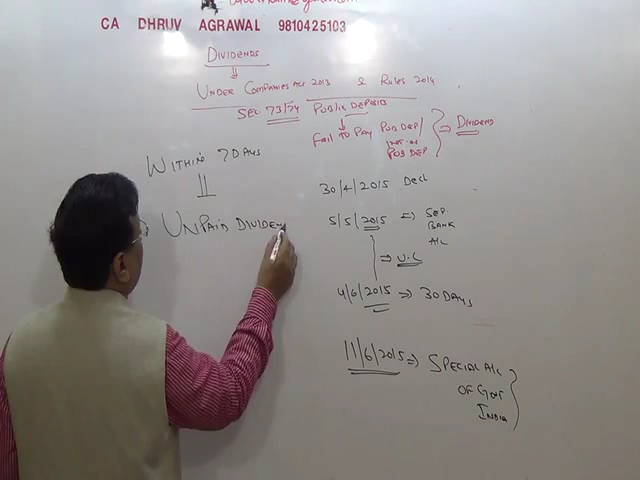 CA DHRUV AGRAWAL 9810425103
DIVIDENDS
⇓
UNDER COMPANIES ACT 2013 & RULES 2014
SEC 73/74 PUBLIC DEPOSITS
FAIL TO PAY PUB DEP/ ⇒ DIVIDEND
INT. ON
PUB DEP
WITHIN 7 DAYS
30/4/2015 DECL
5/5/2015 ⇒ SEP
BANK
A/C
UNPAID DIVIDEN
⇒ U.C
4/6/2015 ⇒ 30 DAYS
11/6/2015 ⇒ SPECIAL A/C
OF GOVT
INDIA